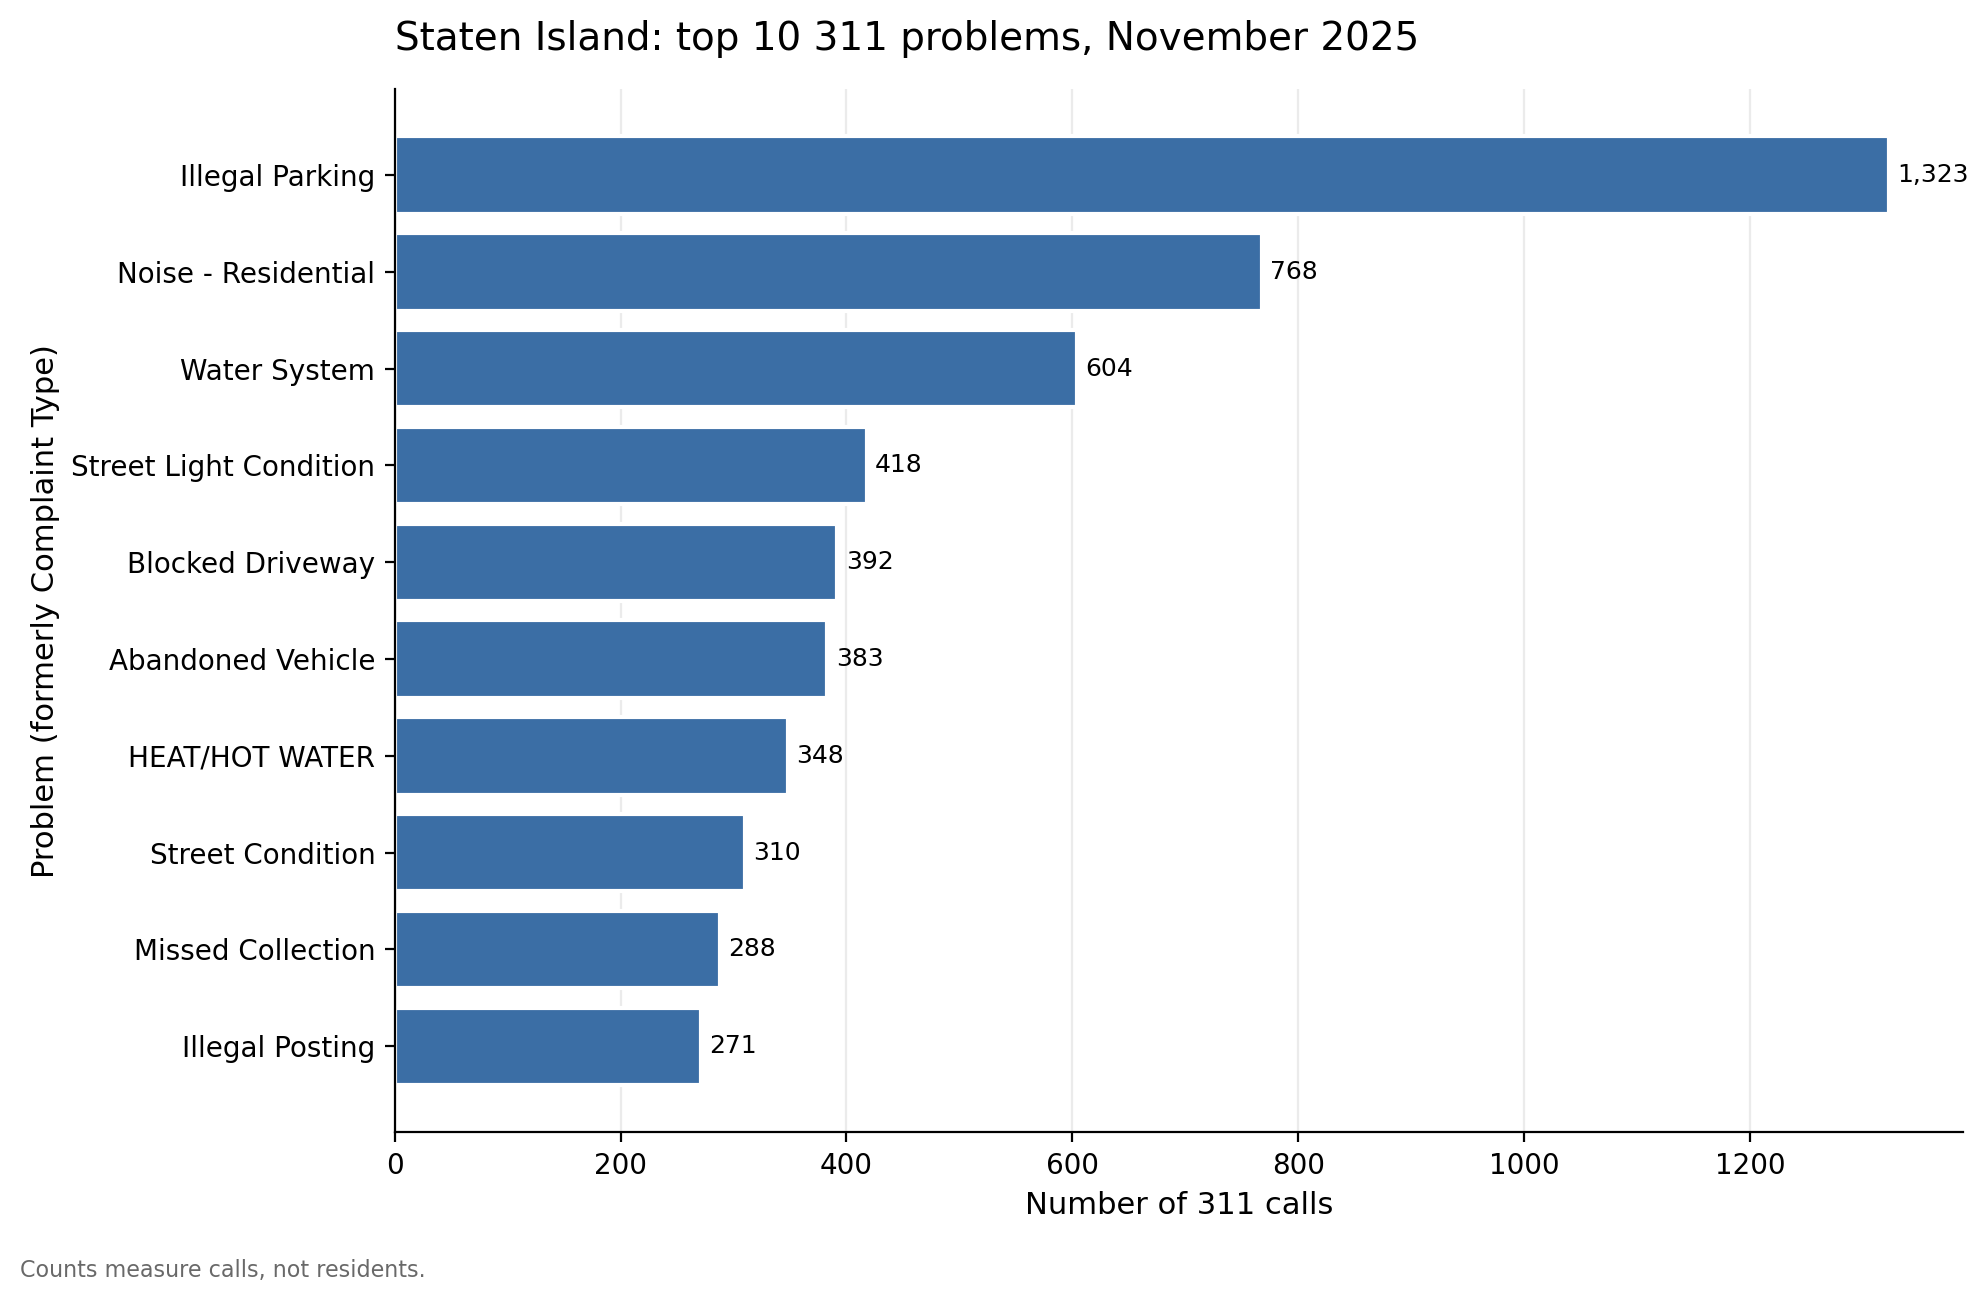 Staten Island: top 10 311 problems, November 2025
Problem (formerly Complaint Type)
Illegal Parking 1,323
Noise - Residential 768
Water System 604
Street Light Condition 418
Blocked Driveway 392
Abandoned Vehicle 383
HEAT/HOT WATER 348
Street Condition 310
Missed Collection 288
Illegal Posting 271
0 200 400 600 800 1000 1200
Number of 311 calls
Counts measure calls, not residents.